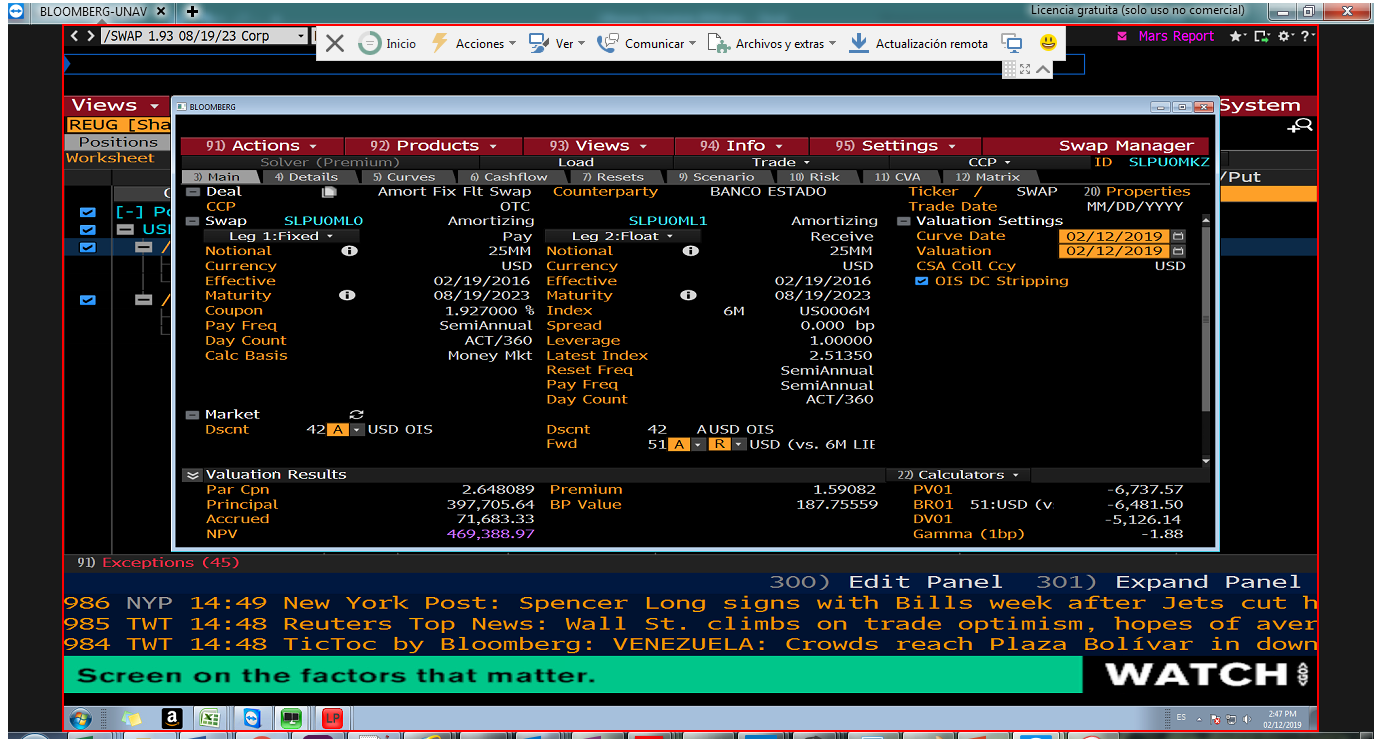 BLOOMBERG-UNAV
Licencia gratuita (solo uso no comercial)
/SWAP 1.93 08/19/23 Corp
Inicio Acciones Ver Comunicar Archivos y extras Actualización remota
Mars Report
Views
BLOOMBERG
System
REUG [Sha
Positions
Worksheet
91) Actions 92) Products 93) Views 94) Info 95) Settings Swap Manager
Solver (Premium) Load Trade CCP ID SLPU0MKZ
3) Main 4) Details 5) Curves 6) Cashflow 7) Resets 9) Scenario 10) Risk 11) CVA 12) Matrix
/Put
Deal Amort Fix Flt Swap Counterparty BANCO ESTADO Ticker / SWAP 20) Properties
CCP OTC Trade Date MM/DD/YYYY
[-] Po
US
Swap SLPU0ML0 Amortizing SLPU0ML1 Amortizing Valuation Settings
Leg 1:Fixed Pay Leg 2:Float Receive Curve Date 02/12/2019
Notional 25MM Notional 25MM Valuation 02/12/2019
Currency USD Currency USD CSA Coll Ccy USD
Effective 02/19/2016 Effective 02/19/2016 OIS DC Stripping
Maturity 08/19/2023 Maturity 08/19/2023
Coupon 1.927000 % Index 6M US0006M
Pay Freq SemiAnnual Spread 0.000 bp
Day Count ACT/360 Leverage 1.00000
Calc Basis Money Mkt Latest Index 2.51350
Reset Freq SemiAnnual
Pay Freq SemiAnnual
Day Count ACT/360
Market
Dscnt 42 A USD OIS Dscnt 42 AUSD OIS
Fwd 51 A R USD (vs. 6M LIE
Valuation Results 22) Calculators
Par Cpn 2.648089 Premium 1.59082 PV01 -6,737.57
Principal 397,705.64 BP Value 187.75559 BR01 51:USD (v -6,481.50
Accrued 71,683.33 DV01 -5,126.14
NPV 469,388.97 Gamma (1bp) -1.88
91) Exceptions (45)
300) Edit Panel 301) Expand Panel
986 NYP 14:49 New York Post: Spencer Long signs with Bills week after Jets cut h
985 TWT 14:48 Reuters Top News: Wall St. climbs on trade optimism, hopes of aver
984 TWT 14:48 TicToc by Bloomberg: VENEZUELA: Crowds reach Plaza Bolívar in down
Screen on the factors that matter.
WATCH
ES 2:47 PM
02/12/2019